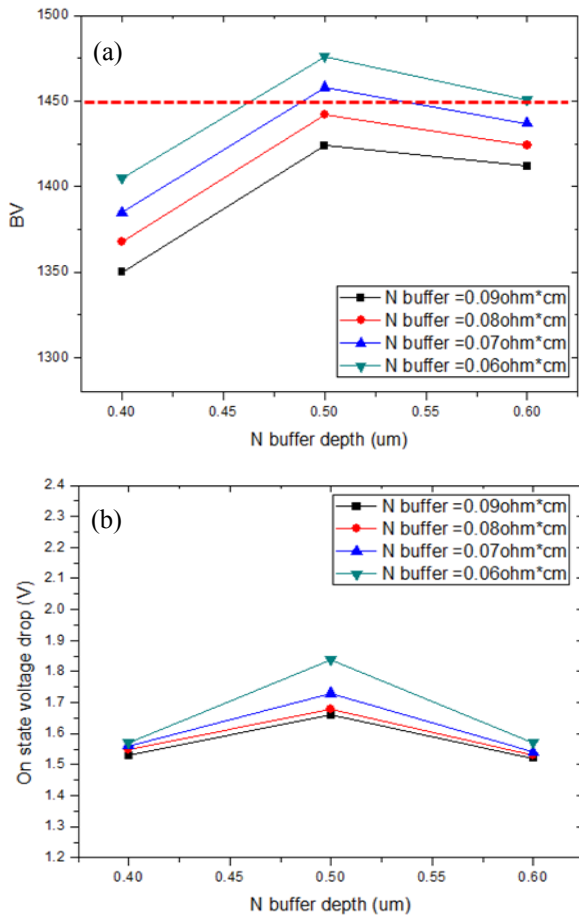 (a)
1500
1450
1400
1350
1300
BV
N buffer =0.09ohm*cm
N buffer =0.08ohm*cm
N buffer =0.07ohm*cm
N buffer =0.06ohm*cm
0.40 0.45 0.50 0.55 0.60
N buffer depth (um)
(b)
2.4
2.3
2.2
2.1
2.0
1.9
1.8
1.7
1.6
1.5
1.4
1.3
1.2
On state voltage drop (V)
N buffer =0.09ohm*cm
N buffer =0.08ohm*cm
N buffer =0.07ohm*cm
N buffer =0.06ohm*cm
0.40 0.45 0.50 0.55 0.60
N buffer depth (um)